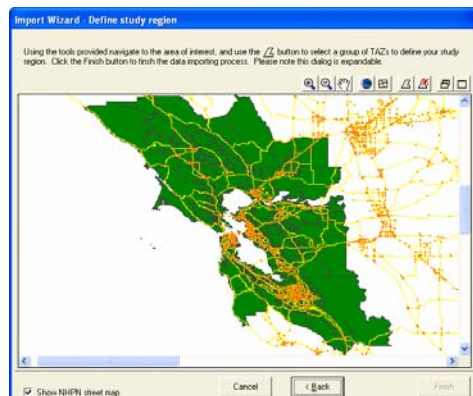 Import Wizard - Define study region
Using the tools provided navigate to the area of interest, and use the button to select a group of TAZs to define your study
region. Click the Finish button to finsh the data importing process. Please note this dialog is expandable.
Show NHPN street map
Cancel
< Back
Finish